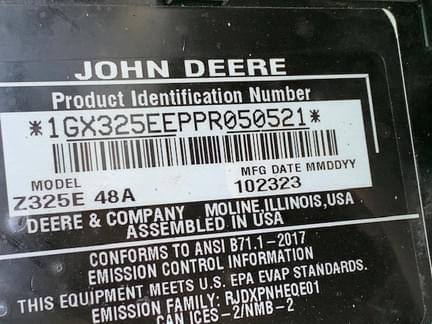 JOHN DEERE
Product Identification Number
*1GX325EEPPR050521*
MODEL MFG DATE MMDDYY
Z325E 48A 102323
DEERE & COMPANY MOLINE,ILLINOIS,USA
ASSEMBLED IN USA
CONFORMS TO ANSI B71.1-2017
EMISSION CONTROL INFORMATION
THIS EQUIPMENT MEETS U.S. EPA EVAP STANDARDS.
EMISSION FAMILY: RJDXPNHEQE01
CAN ICES-2/NMB-2